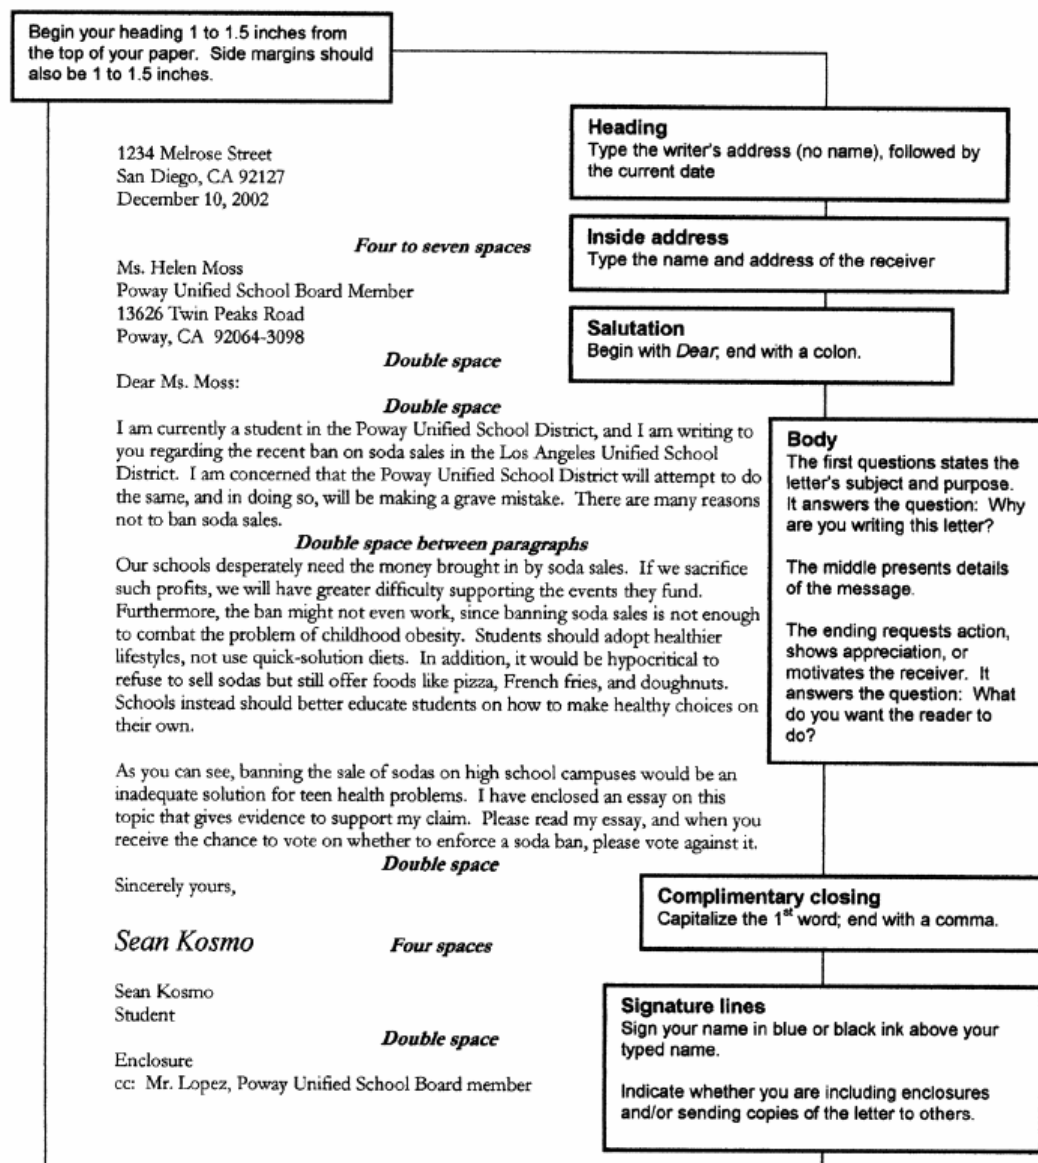 Begin your heading 1 to 1.5 inches from
the top of your paper.  Side margins should
also be 1 to 1.5 inches.
Heading
Type the writer's address (no name), followed by
the current date
1234 Melrose Street
San Diego, CA 92127
December 10, 2002
Inside address
Type the name and address of the receiver
Four to seven spaces
Ms. Helen Moss
Poway Unified School Board Member
13626 Twin Peaks Road
Poway, CA  92064-3098
Salutation
Begin with Dear, end with a colon.
Double space
Dear Ms. Moss:
Double space
I am currently a student in the Poway Unified School District, and I am writing to
you regarding the recent ban on soda sales in the Los Angeles Unified School
District.  I am concerned that the Poway Unified School District will attempt to do
the same, and in doing so, will be making a grave mistake.  There are many reasons
not to ban soda sales.
Double space between paragraphs
Our schools desperately need the money brought in by soda sales.  If we sacrifice
such profits, we will have greater difficulty supporting the events they fund.
Furthermore, the ban might not even work, since banning soda sales is not enough
to combat the problem of childhood obesity.  Students should adopt healthier
lifestyles, not use quick-solution diets.  In addition, it would be hypocritical to
refuse to sell sodas but still offer foods like pizza, French fries, and doughnuts.
Schools instead should better educate students on how to make healthy choices on
their own.
As you can see, banning the sale of sodas on high school campuses would be an
inadequate solution for teen health problems.  I have enclosed an essay on this
topic that gives evidence to support my claim.  Please read my essay, and when you
receive the chance to vote on whether to enforce a soda ban, please vote against it.
Body
The first questions states the
letter's subject and purpose.
It answers the question:  Why
are you writing this letter?
The middle presents details
of the message.
The ending requests action,
shows appreciation, or
motivates the receiver.  It
answers the question:  What
do you want the reader to
do?
Double space
Sincerely yours,
Complimentary closing
Capitalize the 1st word; end with a comma.
Sean Kosmo
Four spaces
Sean Kosmo
Student
Double space
Enclosure
cc:  Mr. Lopez, Poway Unified School Board member
Signature lines
Sign your name in blue or black ink above your
typed name.
Indicate whether you are including enclosures
and/or sending copies of the letter to others.